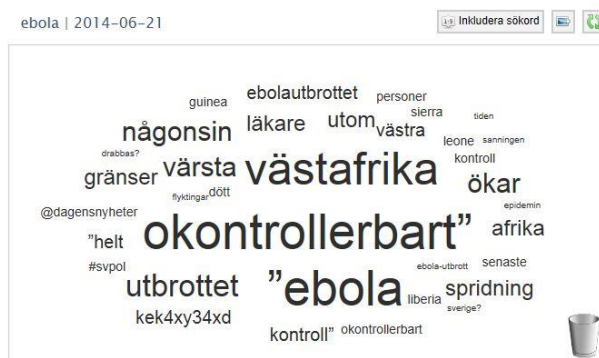 ebola | 2014-06-21
Inkludera sökord
guinea ebolautbrottet personer
någonsin läkare utom västra sierra tiden
leone sanningen
drabbas?
gränser värsta västafrika kontroll
ökar
flyktingar dött
epidemin
@dagensnyheter
"helt okontrollerbart" afrika
#svpol
utbrottet "ebola ebola-utbrott senaste
liberia spridning
sverige?
kek4xy34xd
kontroll" okontrollerbart